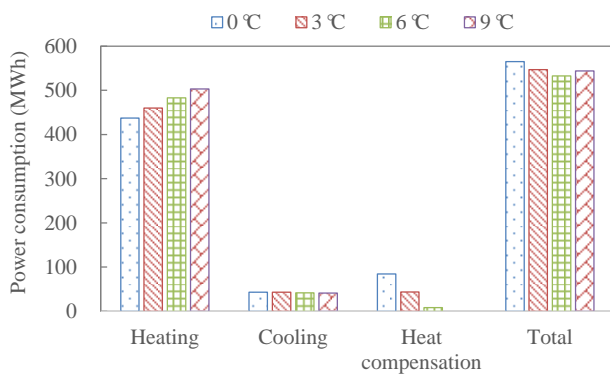 0 ℃ 3 ℃ 6 ℃ 9 ℃
Power consumption (MWh)
600
500
400
300
200
100
0
Heating Cooling Heat compensation Total